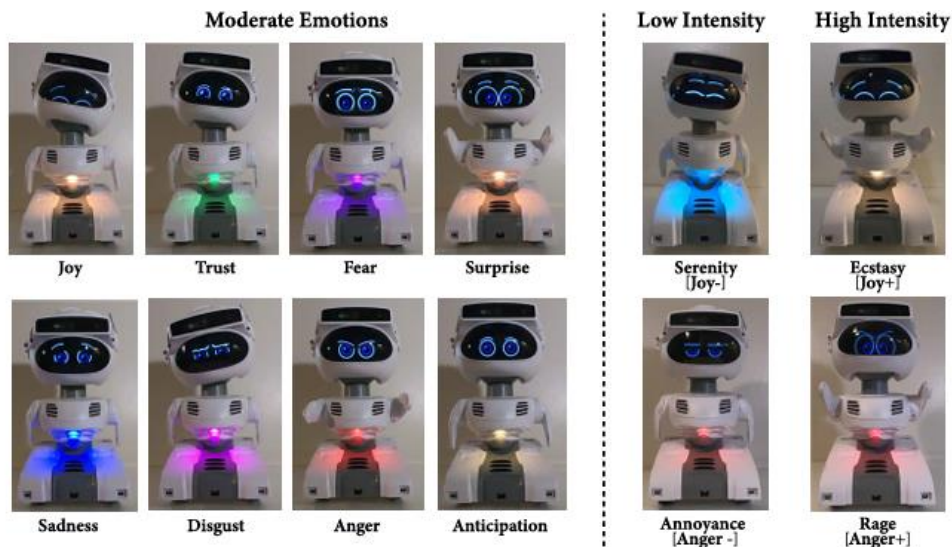 Moderate Emotions
Low Intensity
High Intensity
Joy
Trust
Fear
Surprise
Serenity
[Joy-]
Ecstasy
[Joy+]
Sadness
Disgust
Anger
Anticipation
Annoyance
[Anger -]
Rage
[Anger+]